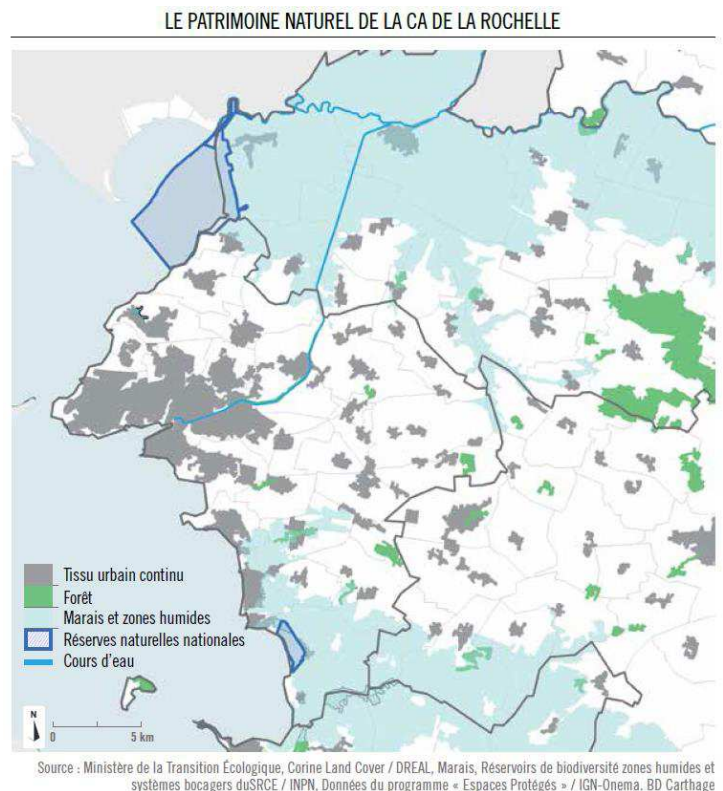 LE PATRIMOINE NATUREL DE LA CA DE LA ROCHELLE
Tissu urbain continu
Forêt
Marais et zones humides
Réserves naturelles nationales
Cours d'eau
N
0 5 km
Source : Ministère de la Transition Écologique, Corine Land Cover / DREAL, Marais, Réservoirs de biodiversité zones humides et
systèmes bocagers duSRCE / INPN, Données du programme « Espaces Protégés » / IGN-Onema, BD Carthage